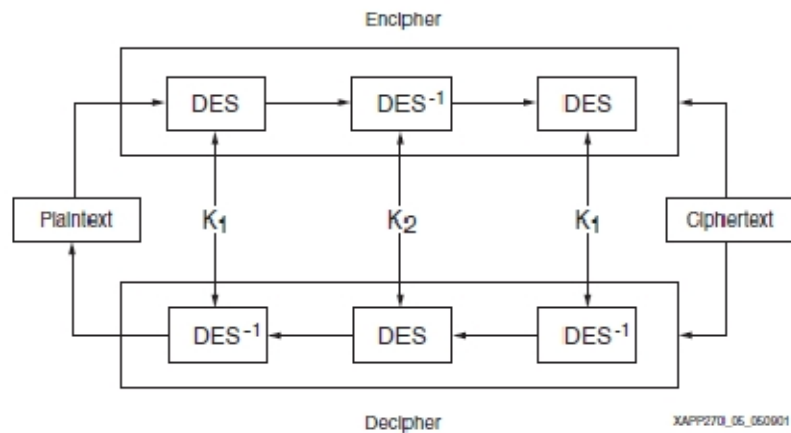 Encipher
DES DES-1 DES
Plaintext K1 K2 K1 Ciphertext
DES-1 DES DES-1
Decipher
XAPP270_05_050901